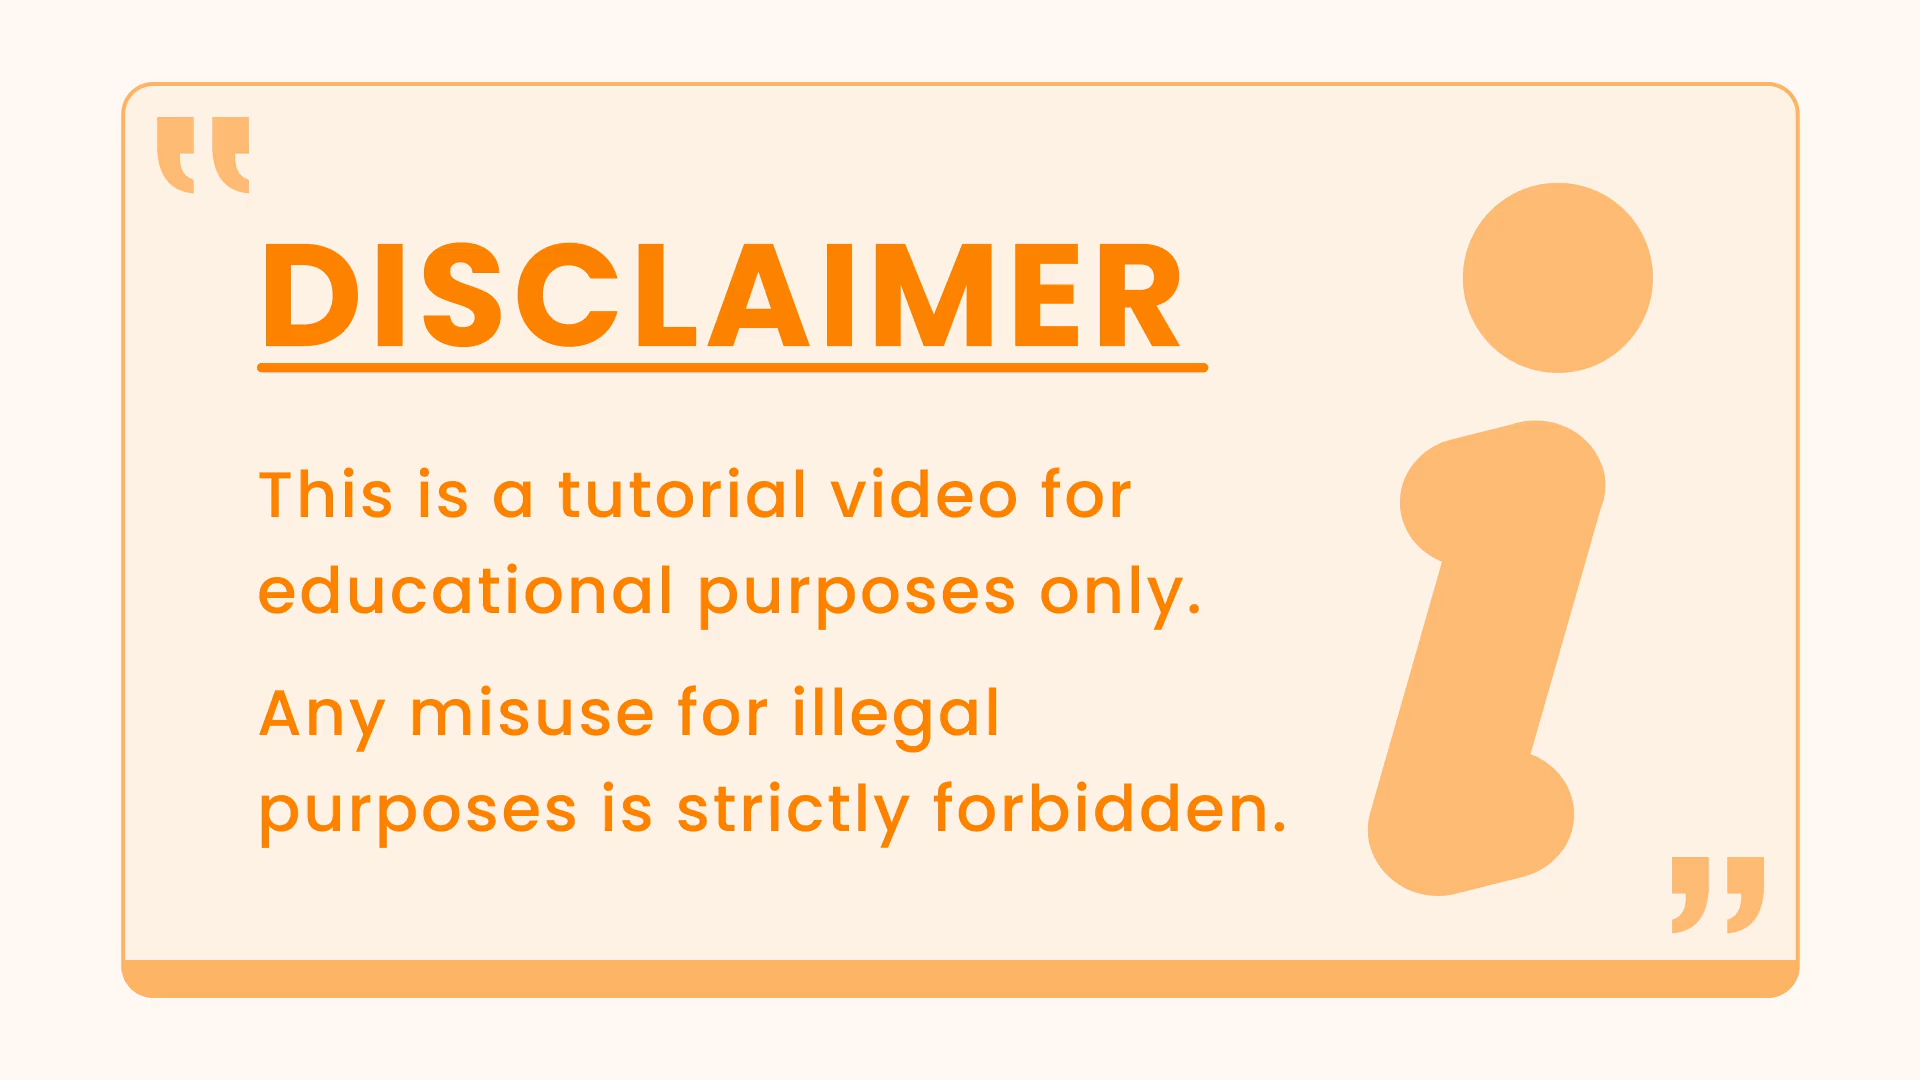 DISCLAIMER
This is a tutorial video for
educational purposes only.
Any misuse for illegal
purposes is strictly forbidden.